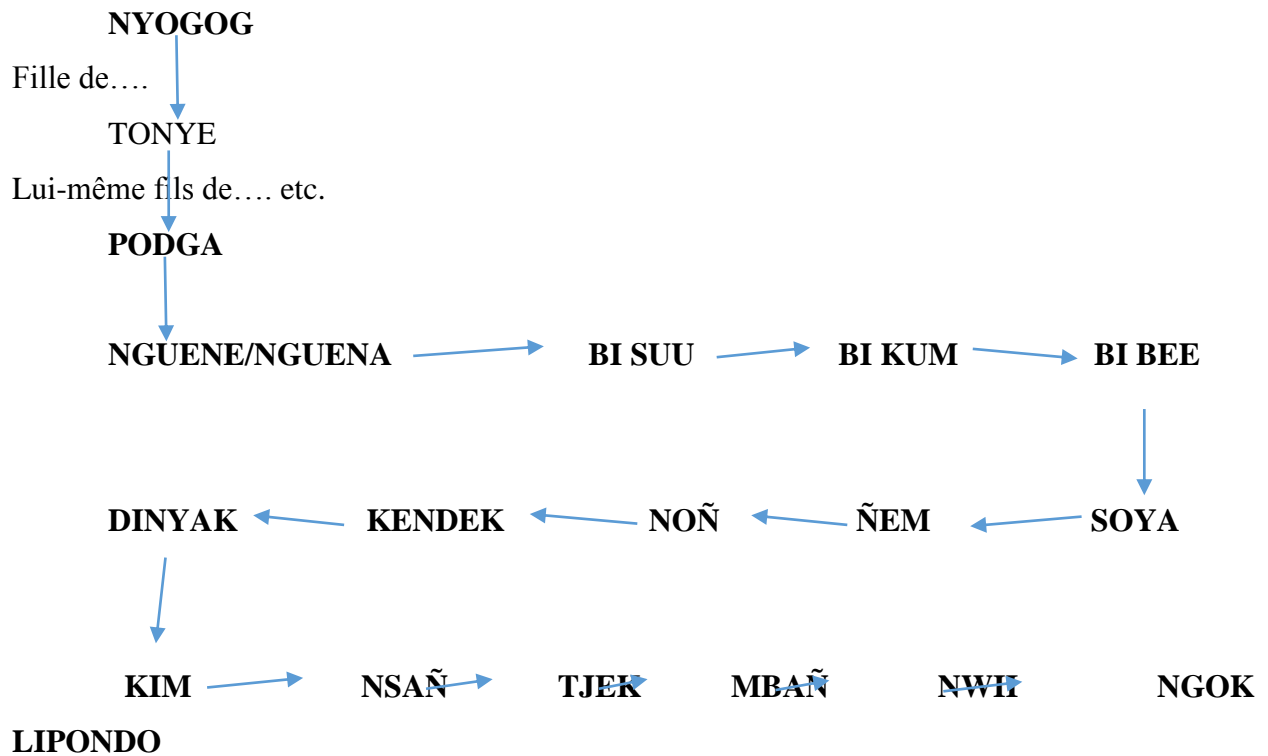 NYOGOG
Fille de….
TONYE
Lui-même fils de…. etc.
PODGA
NGUENE/NGUENA BI SUU BI KUM BI BEE
DINYAK KENDEK NOÑ ÑEM SOYA
KIM NSAÑ TJEK MBAÑ NWII NGOK
LIPONDO